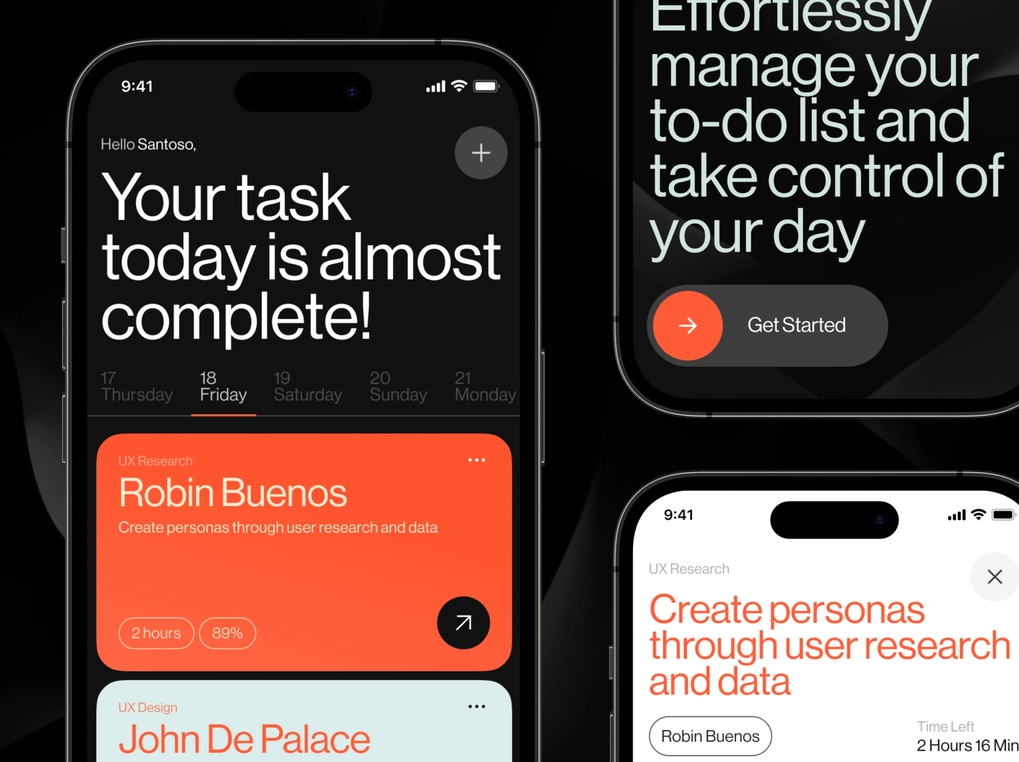 9:41
Hello Santoso,
Your task
today is almost
complete!
17
Thursday
18
Friday
19
Saturday
20
Sunday
21
Monday
UX Research
Robin Buenos
Create personas through user research and data
2 hours
89%
UX Design
John De Palace
Effortlessly
manage your
to-do list and
take control of
your day
Get Started
9:41
UX Research
Create personas
through user research
and data
Robin Buenos
Time Left
2 Hours 16 Min